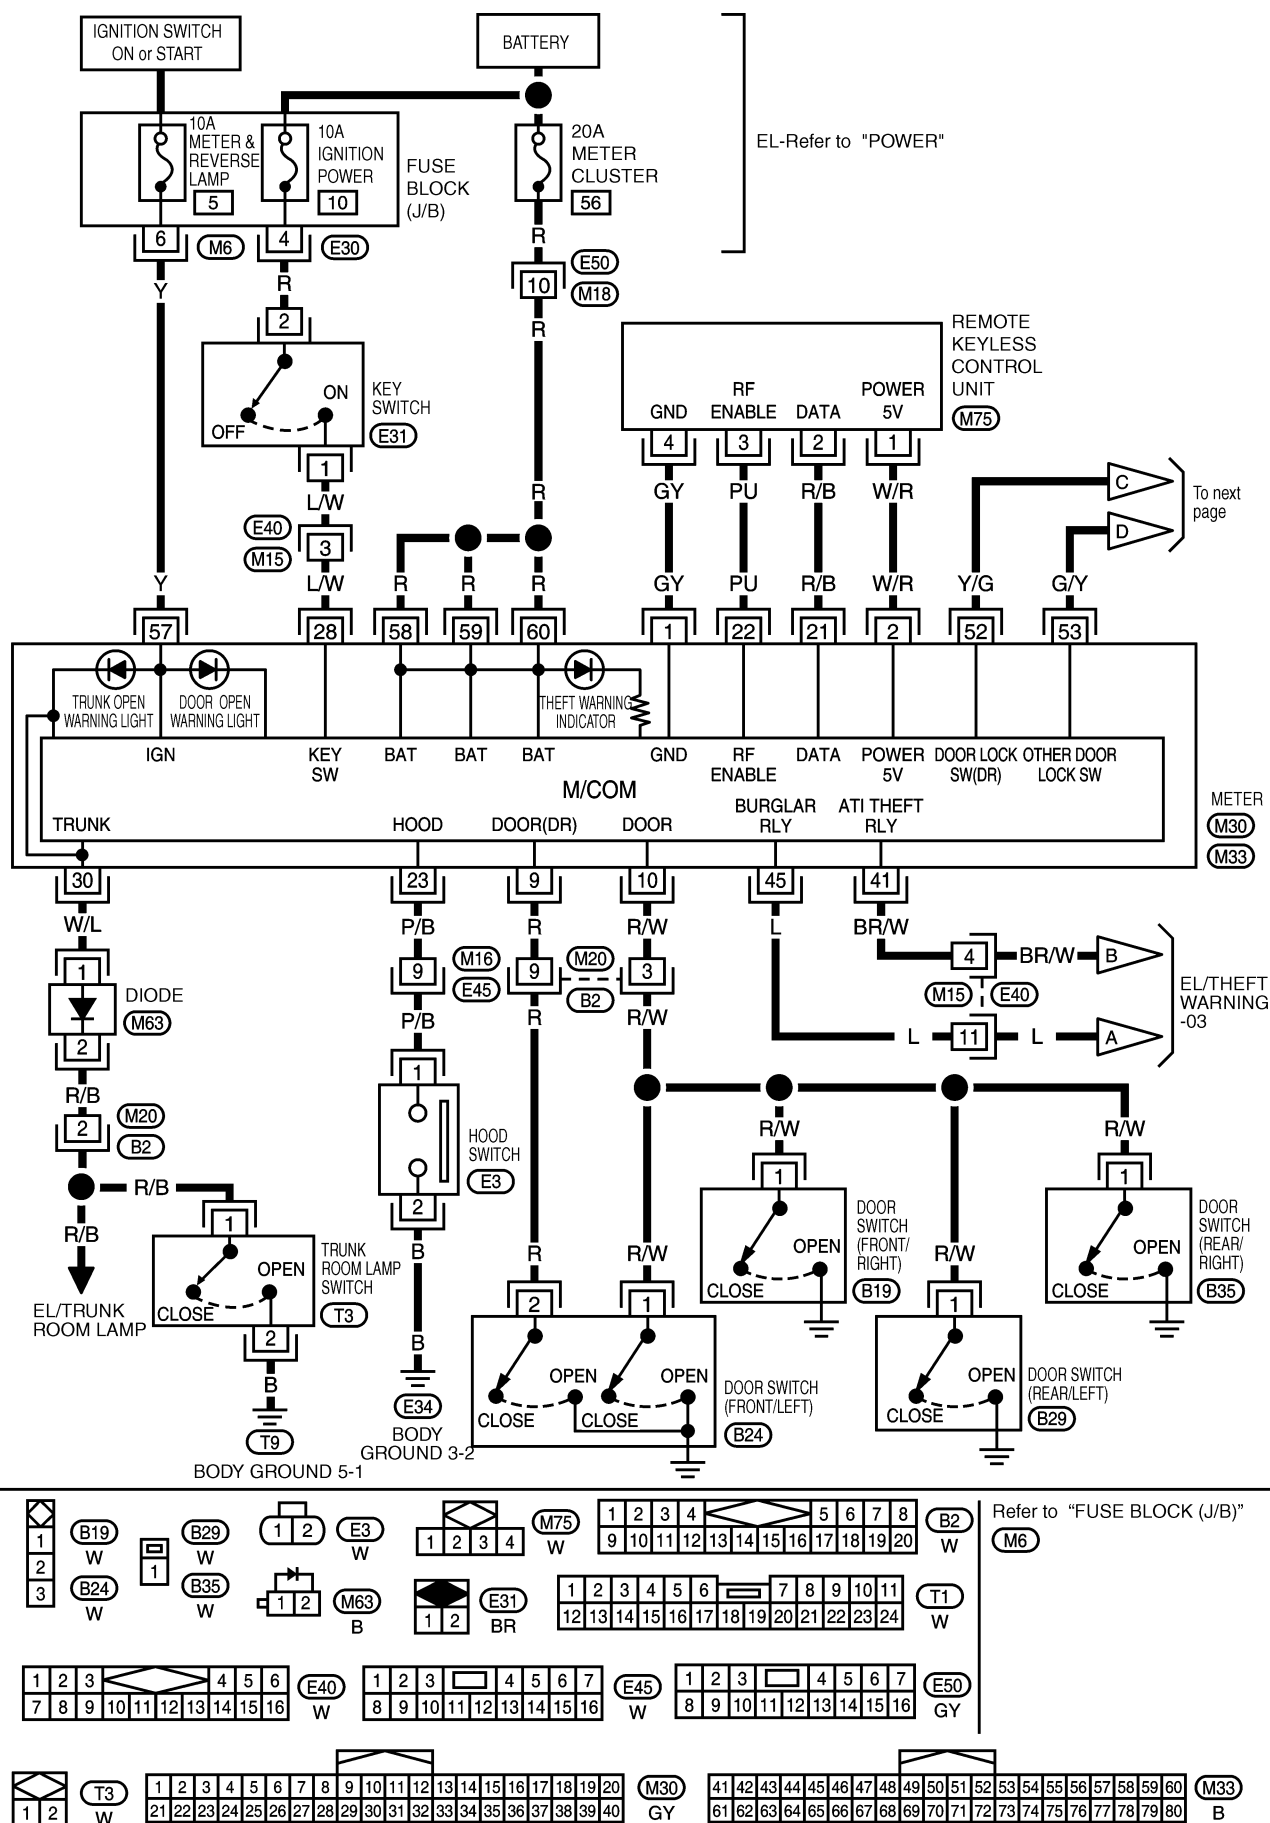 IGNITION SWITCH
ON or START
BATTERY
10A
METER &
REVERSE
LAMP
5
10A
IGNITION
POWER
10
FUSE
BLOCK
(J/B)
20A
METER
CLUSTER
56
EL-Refer to "POWER"
6
M6
4
E30
R
E50
10
M18
Y
R
2
R
ON
OFF
KEY
SWITCH
E31
REMOTE
KEYLESS
CONTROL
UNIT
M75
RF
POWER
GND
ENABLE
DATA
5V
4
3
2
1
1
L/W
E40
3
M15
L/W
R
GY
PU
R/B
W/R
C
D
To next
page
Y
R
R
R
GY
PU
R/B
W/R
Y/G
G/Y
57
28
58
59
60
1
22
21
2
52
53
TRUNK OPEN
WARNING LIGHT
DOOR OPEN
WARNING LIGHT
THEFT WARNING
INDICATOR
IGN
KEY
SW
BAT
BAT
BAT
GND
RF
ENABLE
DATA
POWER
5V
DOOR LOCK
SW(DR)
OTHER DOOR
LOCK SW
M/COM
METER
M30
M33
TRUNK
HOOD
DOOR(DR)
DOOR
BURGLAR
RLY
ATI THEFT
RLY
30
23
9
10
45
41
W/L
P/B
R
R/W
L
BR/W
1
DIODE
M63
2
9
M16
E45
9
M20
B2
3
4
BR/W
B
M15
E40
EL/THEFT
WARNING
-03
P/B
R
R/W
L
11
L
A
R/B
2
M20
B2
R/B
R/B
EL/TRUNK
ROOM LAMP
1
OPEN
CLOSE
TRUNK
ROOM LAMP
SWITCH
T3
2
B
T9
BODY GROUND 5-1
1
HOOD
SWITCH
E3
2
B
B
E34
BODY
GROUND 3-2
R
R/W
2
1
OPEN
OPEN
CLOSE
CLOSE
DOOR SWITCH
(FRONT/LEFT)
B24
R/W
1
OPEN
CLOSE
DOOR
SWITCH
(FRONT/
RIGHT)
B19
R/W
1
OPEN
CLOSE
DOOR SWITCH
(REAR/LEFT)
B29
R/W
1
OPEN
CLOSE
DOOR
SWITCH
(REAR/
RIGHT)
B35
1
2
3
B19
W
B24
W
1
B29
W
B35
W
1 2
E3
W
1 2
M63
B
1 2 3 4
M75
W
1 2
E31
BR
1 2 3 4 5 6 7 8
9 10 11 12 13 14 15 16 17 18 19 20
B2
W
1 2 3 4 5 6 7 8 9 10 11
12 13 14 15 16 17 18 19 20 21 22 23 24
T1
W
Refer to “FUSE BLOCK (J/B)”
M6
1 2 3 4 5 6
7 8 9 10 11 12 13 14 15 16
E40
W
1 2 3 4 5 6 7
8 9 10 11 12 13 14 15 16
E45
W
1 2 3 4 5 6 7
8 9 10 11 12 13 14 15 16
E50
GY
1 2
T3
W
1 2 3 4 5 6 7 8 9 10 11 12 13 14 15 16 17 18 19 20
21 22 23 24 25 26 27 28 29 30 31 32 33 34 35 36 37 38 39 40
M30
GY
41 42 43 44 45 46 47 48 49 50 51 52 53 54 55 56 57 58 59 60
61 62 63 64 65 66 67 68 69 70 71 72 73 74 75 76 77 78 79 80
M33
B